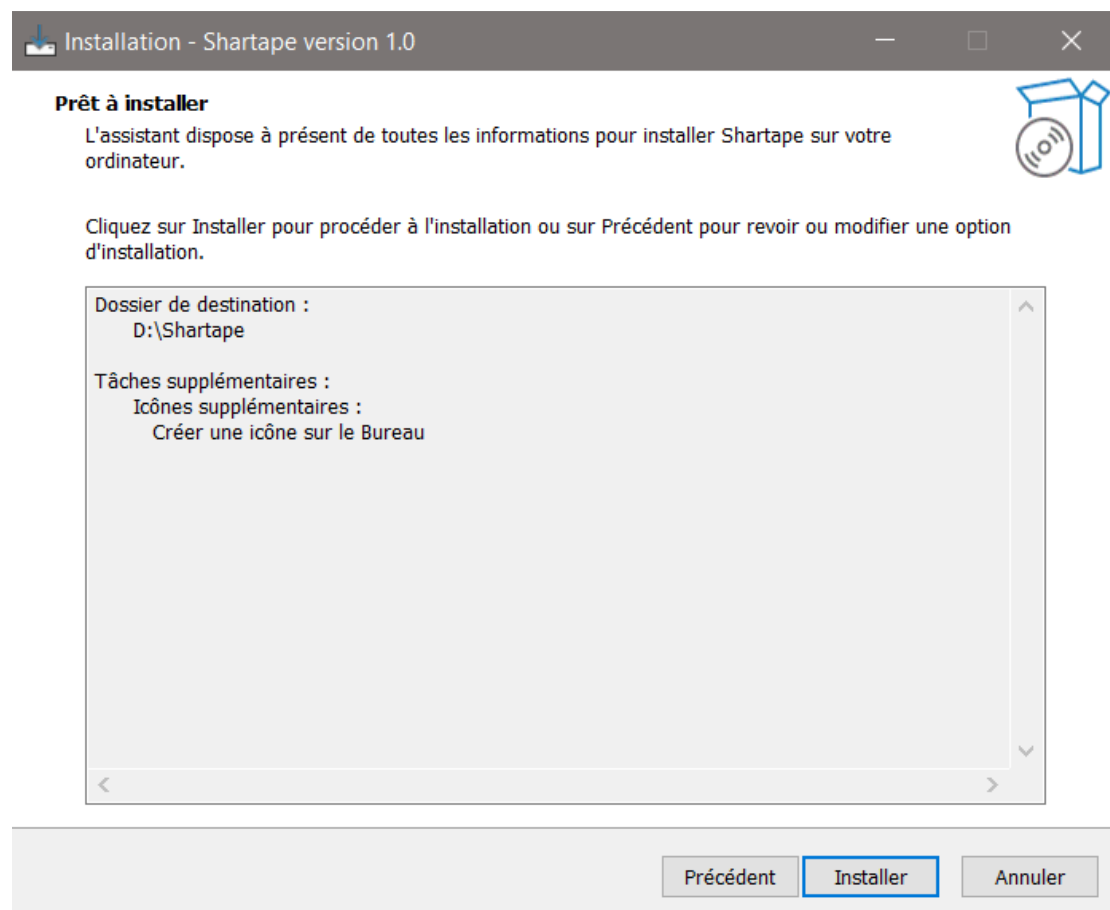 Installation - Shartape version 1.0
Prêt à installer
L'assistant dispose à présent de toutes les informations pour installer Shartape sur votre
ordinateur.
Cliquez sur Installer pour procéder à l'installation ou sur Précédent pour revoir ou modifier une option
d'installation.
Dossier de destination :
D:\Shartape
Tâches supplémentaires :
Icônes supplémentaires :
Créer une icône sur le Bureau
Précédent
Installer
Annuler